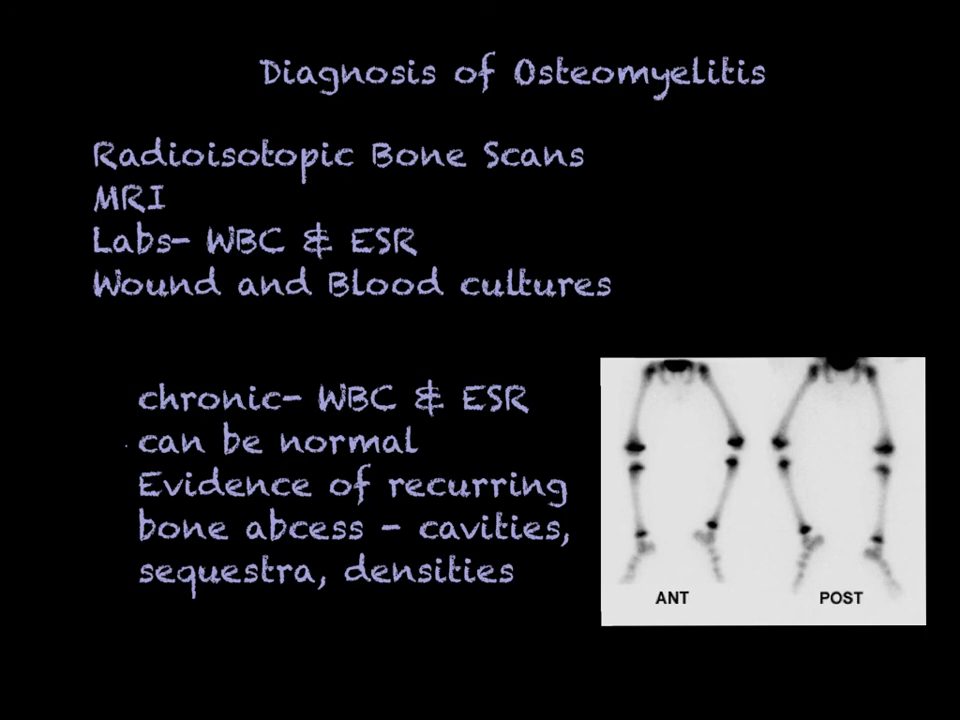 Diagnosis of Osteomyelitis
Radioisotopic Bone Scans
MRI
Labs- WBC & ESR
Wound and Blood cultures
chronic- WBC & ESR
can be normal
Evidence of recurring
bone abcess - cavities,
sequestra, densities
ANT POST